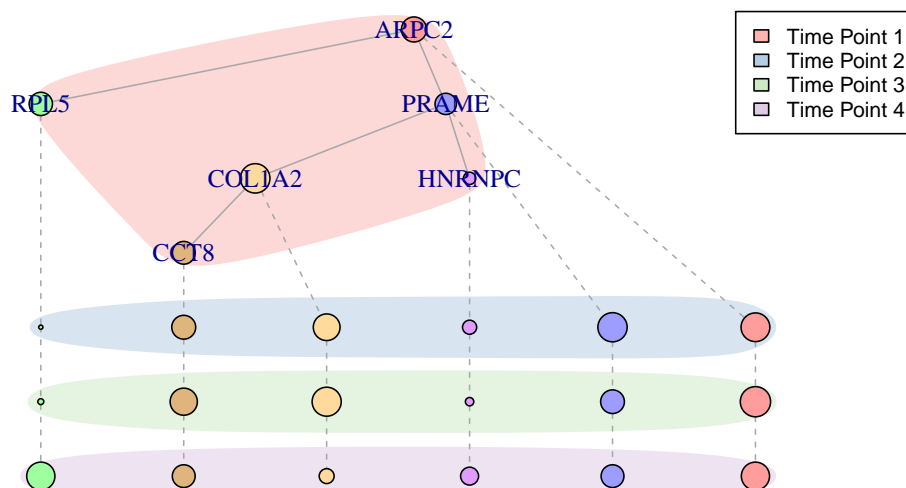 ARPC2
RPL5
PRAME
COL1A2
HNRNPC
CCT8
Time Point 1
Time Point 2
Time Point 3
Time Point 4